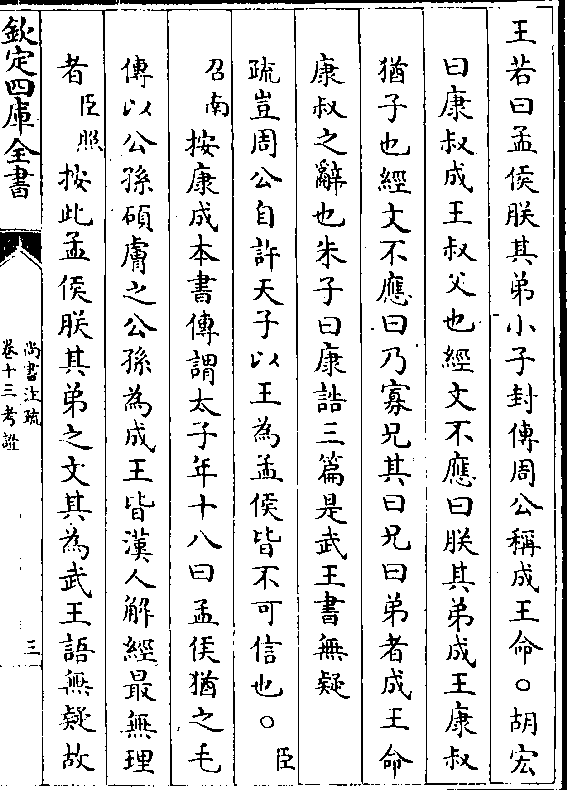 王若曰孟侯朕其弟小子封傳周公稱成王命○胡宏
曰康叔成王叔父也經文不應曰朕其弟成王康叔
猶子也經文不應曰乃寡兄其曰兄曰弟者成王命
康叔之辭也朱子曰康誥三篇是武王書無疑
疏豈周公自許天子以王為孟侯皆不可信也○臣
召南按康成本書傳謂太子年十八曰孟侯猶之毛
傳以公孫碩膚之公孫為成王皆漢人解經最無理
者臣照按此孟侯朕其弟之文其為武王語無疑故
欽定四庫全書
尚書注疏
卷十三考證
三